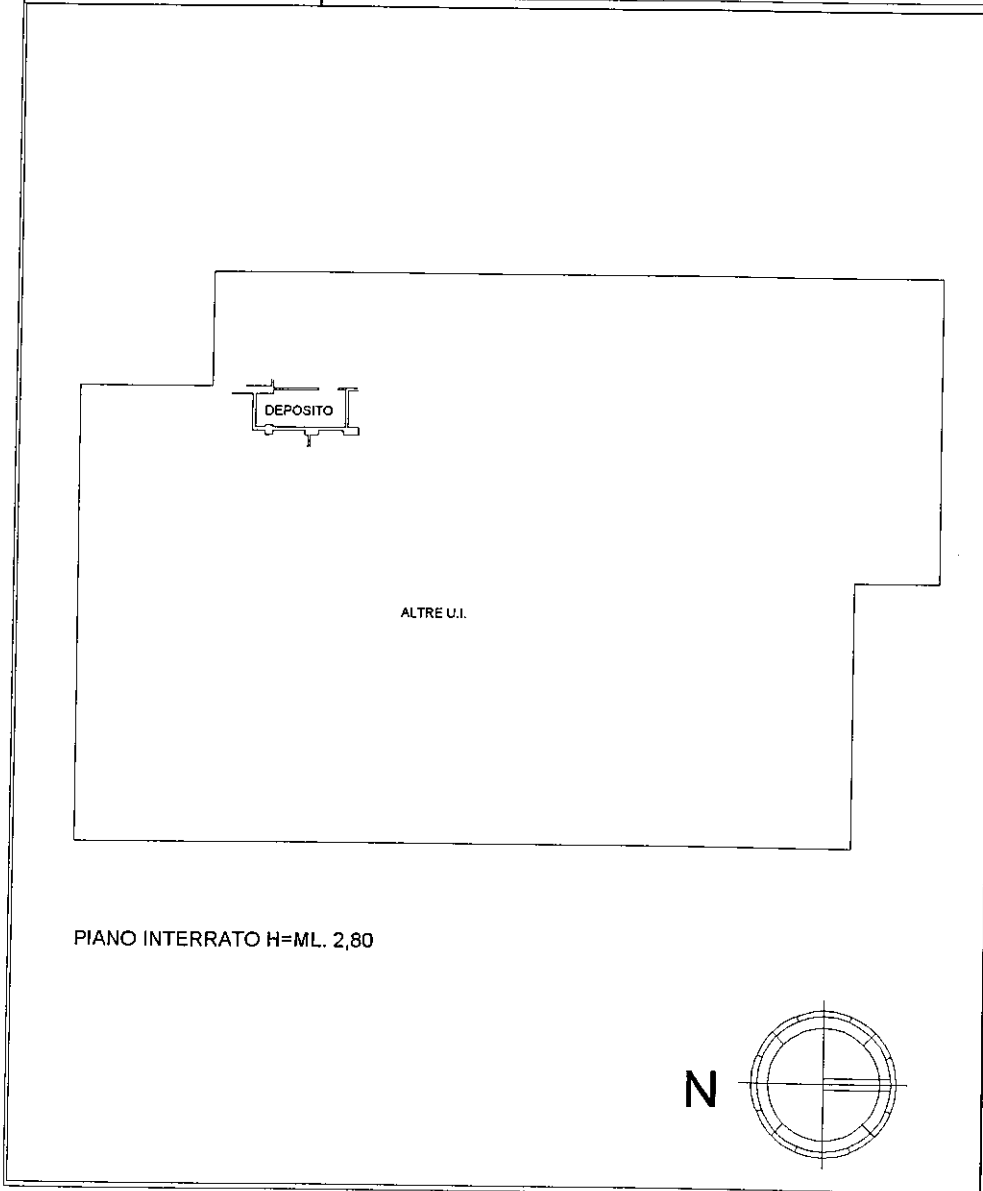 DEPOSITO
ALTRE U.I.
PIANO INTERRATO H=ML. 2,80
N